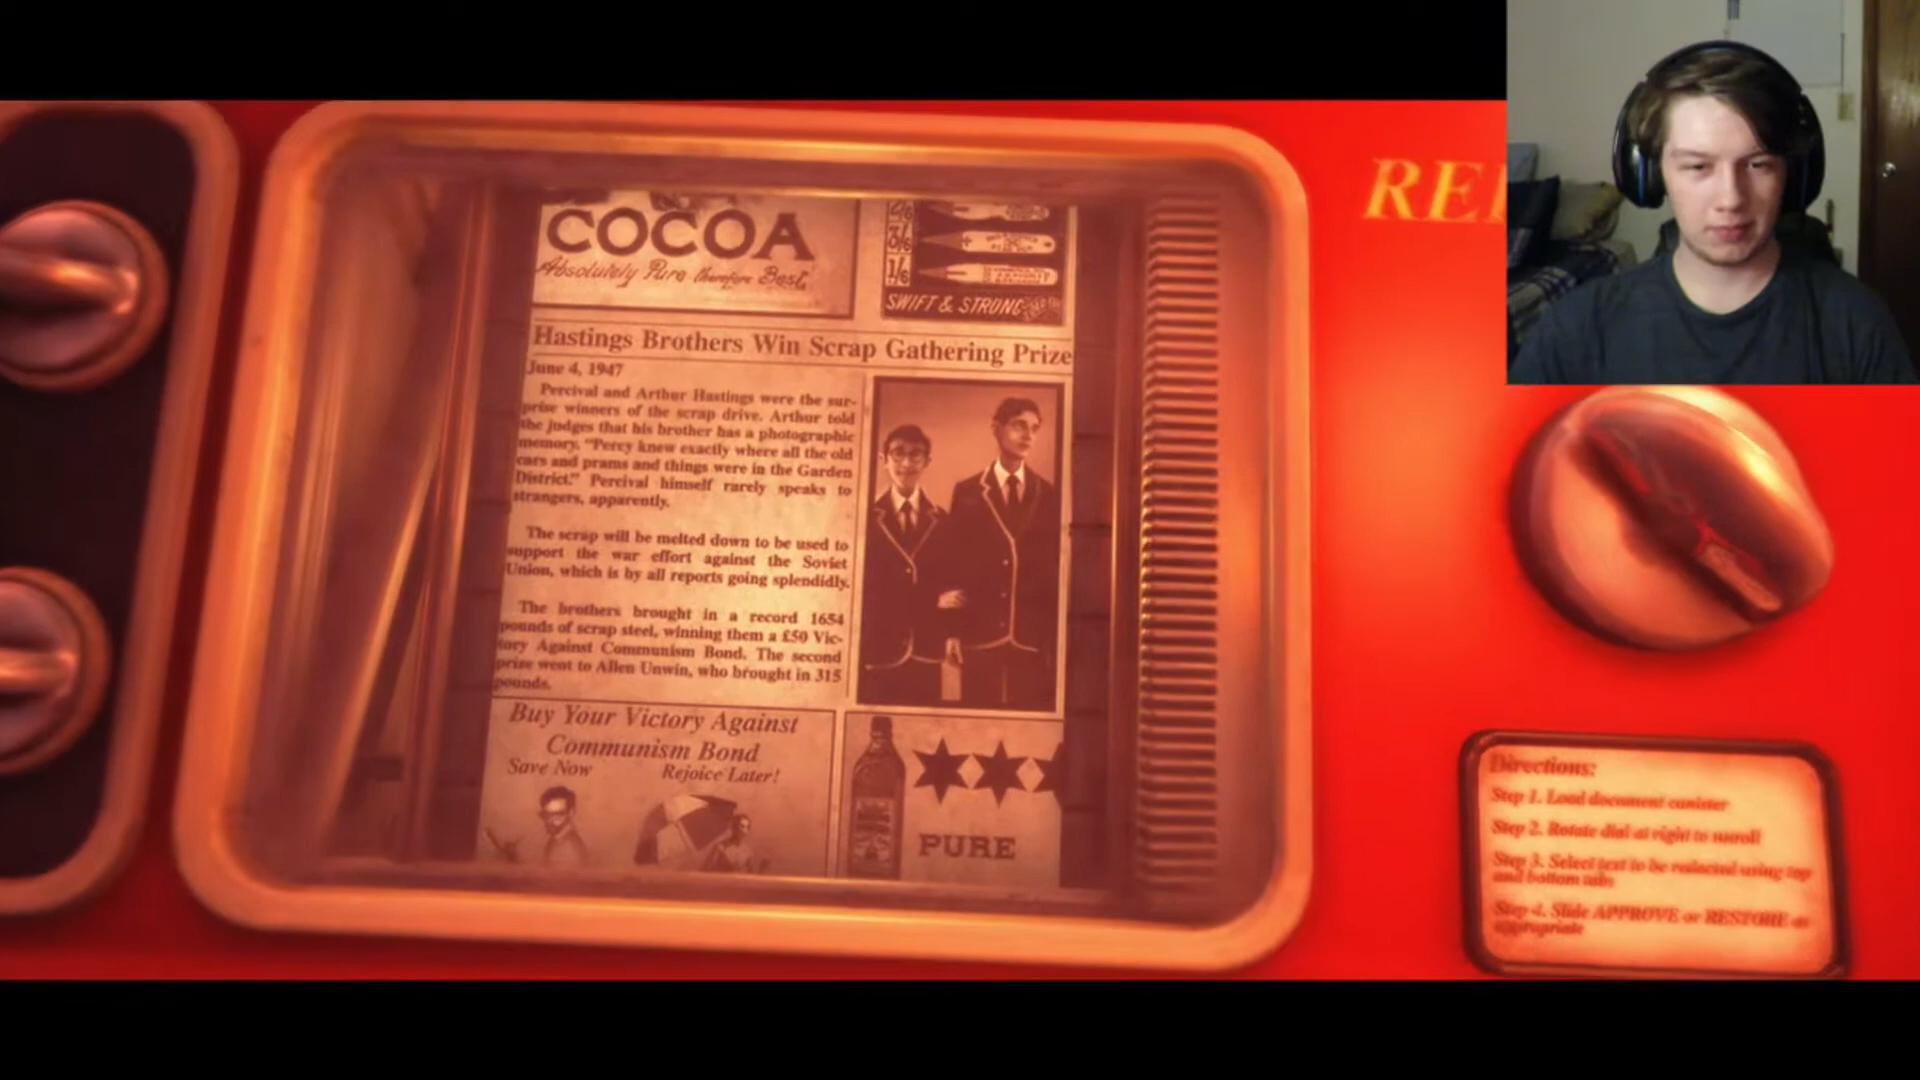 COCOA
Absolutely Pure therefore Best
1/6
SWIFT & STRONG
REI
Hastings Brothers Win Scrap Gathering Prize
June 4, 1947
Percival and Arthur Hastings were the sur-
prise winners of the scrap drive. Arthur told
the judges that his brother has a photographic
memory. "Percy knew exactly where all the old
cars and prams and things were in the Garden
District." Percival himself rarely speaks to
strangers, apparently.
The scrap will be melted down to be used to
support the war effort against the Soviet
Union, which is by all reports going splendidly.
The brothers brought in a record 1654
pounds of scrap steel, winning them a £50 Vic-
tory Against Communism Bond. The second
prize went to Allen Unwin, who brought in 315
pounds.
Buy Your Victory Against
Communism Bond
Save Now Rejoice Later!
PURE
Directions:
Step 1. Load document canister
Step 2. Rotate dial at right to scroll
Step 3. Select text to be redacted using top
and bottom tabs
Step 4. Slide APPROVE or RESTORE as
appropriate